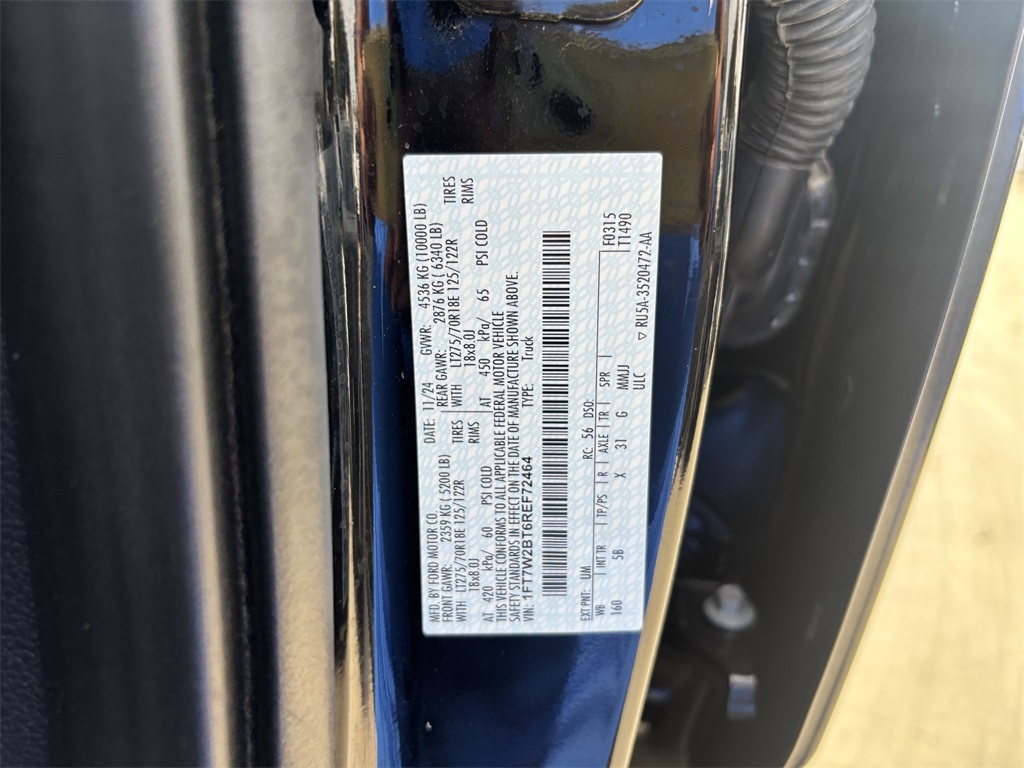 MFD. BY FORD MOTOR CO. DATE: 11/24 GVWR: 4536 KG (10000 LB)
FRONT GAWR: 2359 KG (5200 LB) REAR GAWR: 2876 KG (6340 LB)
WITH LT275/70R18E 125/122R TIRES WITH LT275/70R18E 125/122R TIRES
18x8.0J RIMS 18x8.0J RIMS
AT 420 kPa/ 60 PSI COLD AT 450 kPa/ 65 PSI COLD
THIS VEHICLE CONFORMS TO ALL APPLICABLE FEDERAL MOTOR VEHICLE
SAFETY STANDARDS IN EFFECT ON THE DATE OF MANUFACTURE SHOWN ABOVE.
VIN: 1FT7W2BT6REF72464 TYPE: Truck
EXT PNT: UM RC: 56 DSO: F0315
WB INT TR TP/PS R AXLE TR SPR T1490
160 5B X 31 G MMUJ
ULC
▽ RU5A-3520472-AA